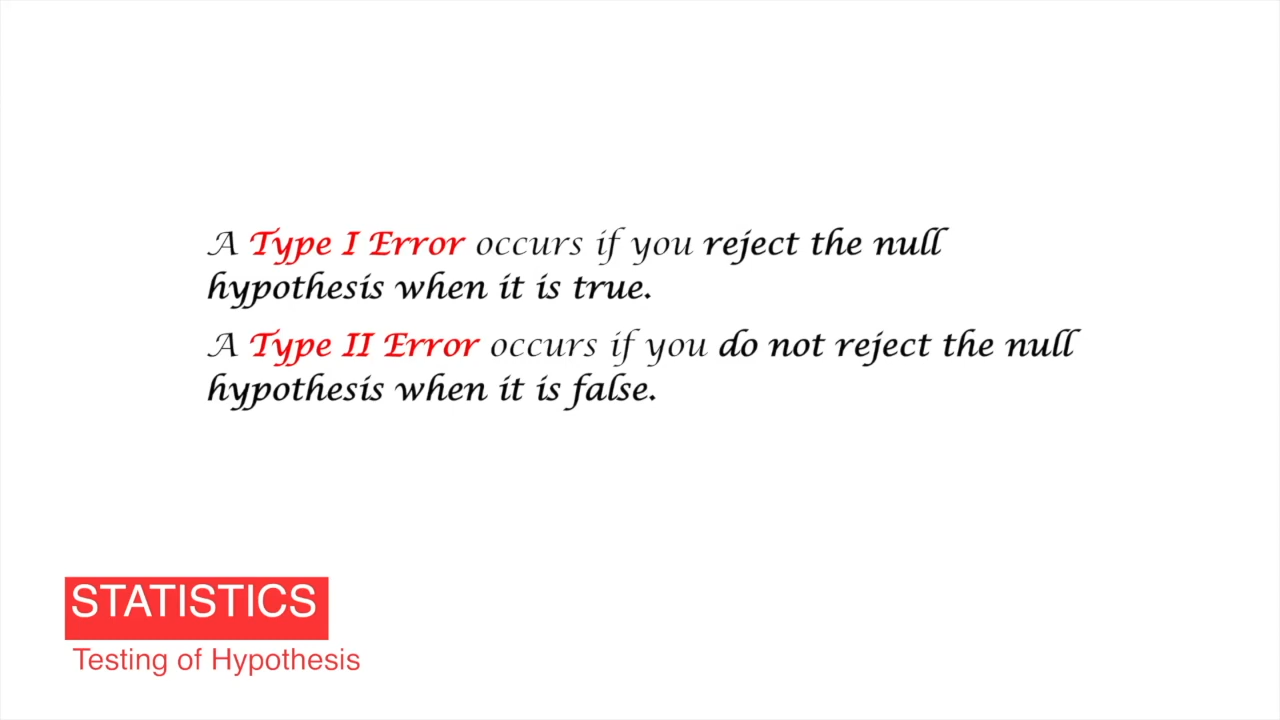 A Type I Error occurs if you reject the null
hypothesis when it is true.
A Type II Error occurs if you do not reject the null
hypothesis when it is false.
STATISTICS
Testing of Hypothesis